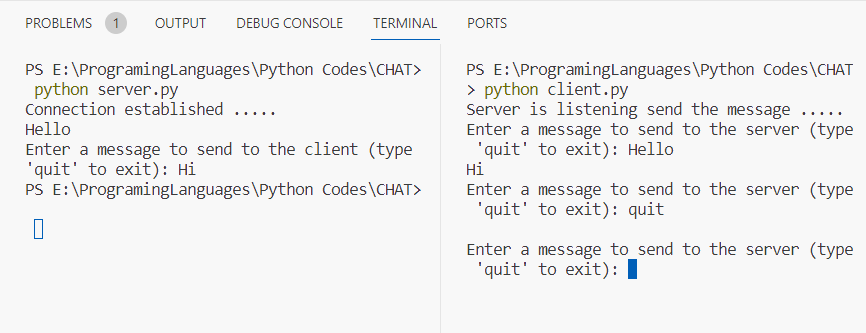 PROBLEMS 1 OUTPUT DEBUG CONSOLE TERMINAL PORTS
PS E:\ProgramingLanguages\Python Codes\CHAT>
python server.py
Connection established .....
Hello
Enter a message to send to the client (type
'quit' to exit): Hi
PS E:\ProgramingLanguages\Python Codes\CHAT>
PS E:\ProgramingLanguages\Python Codes\CHAT
> python client.py
Server is listening send the message .....
Enter a message to send to the server (type
'quit' to exit): Hello
Hi
Enter a message to send to the server (type
'quit' to exit): quit
Enter a message to send to the server (type
'quit' to exit):